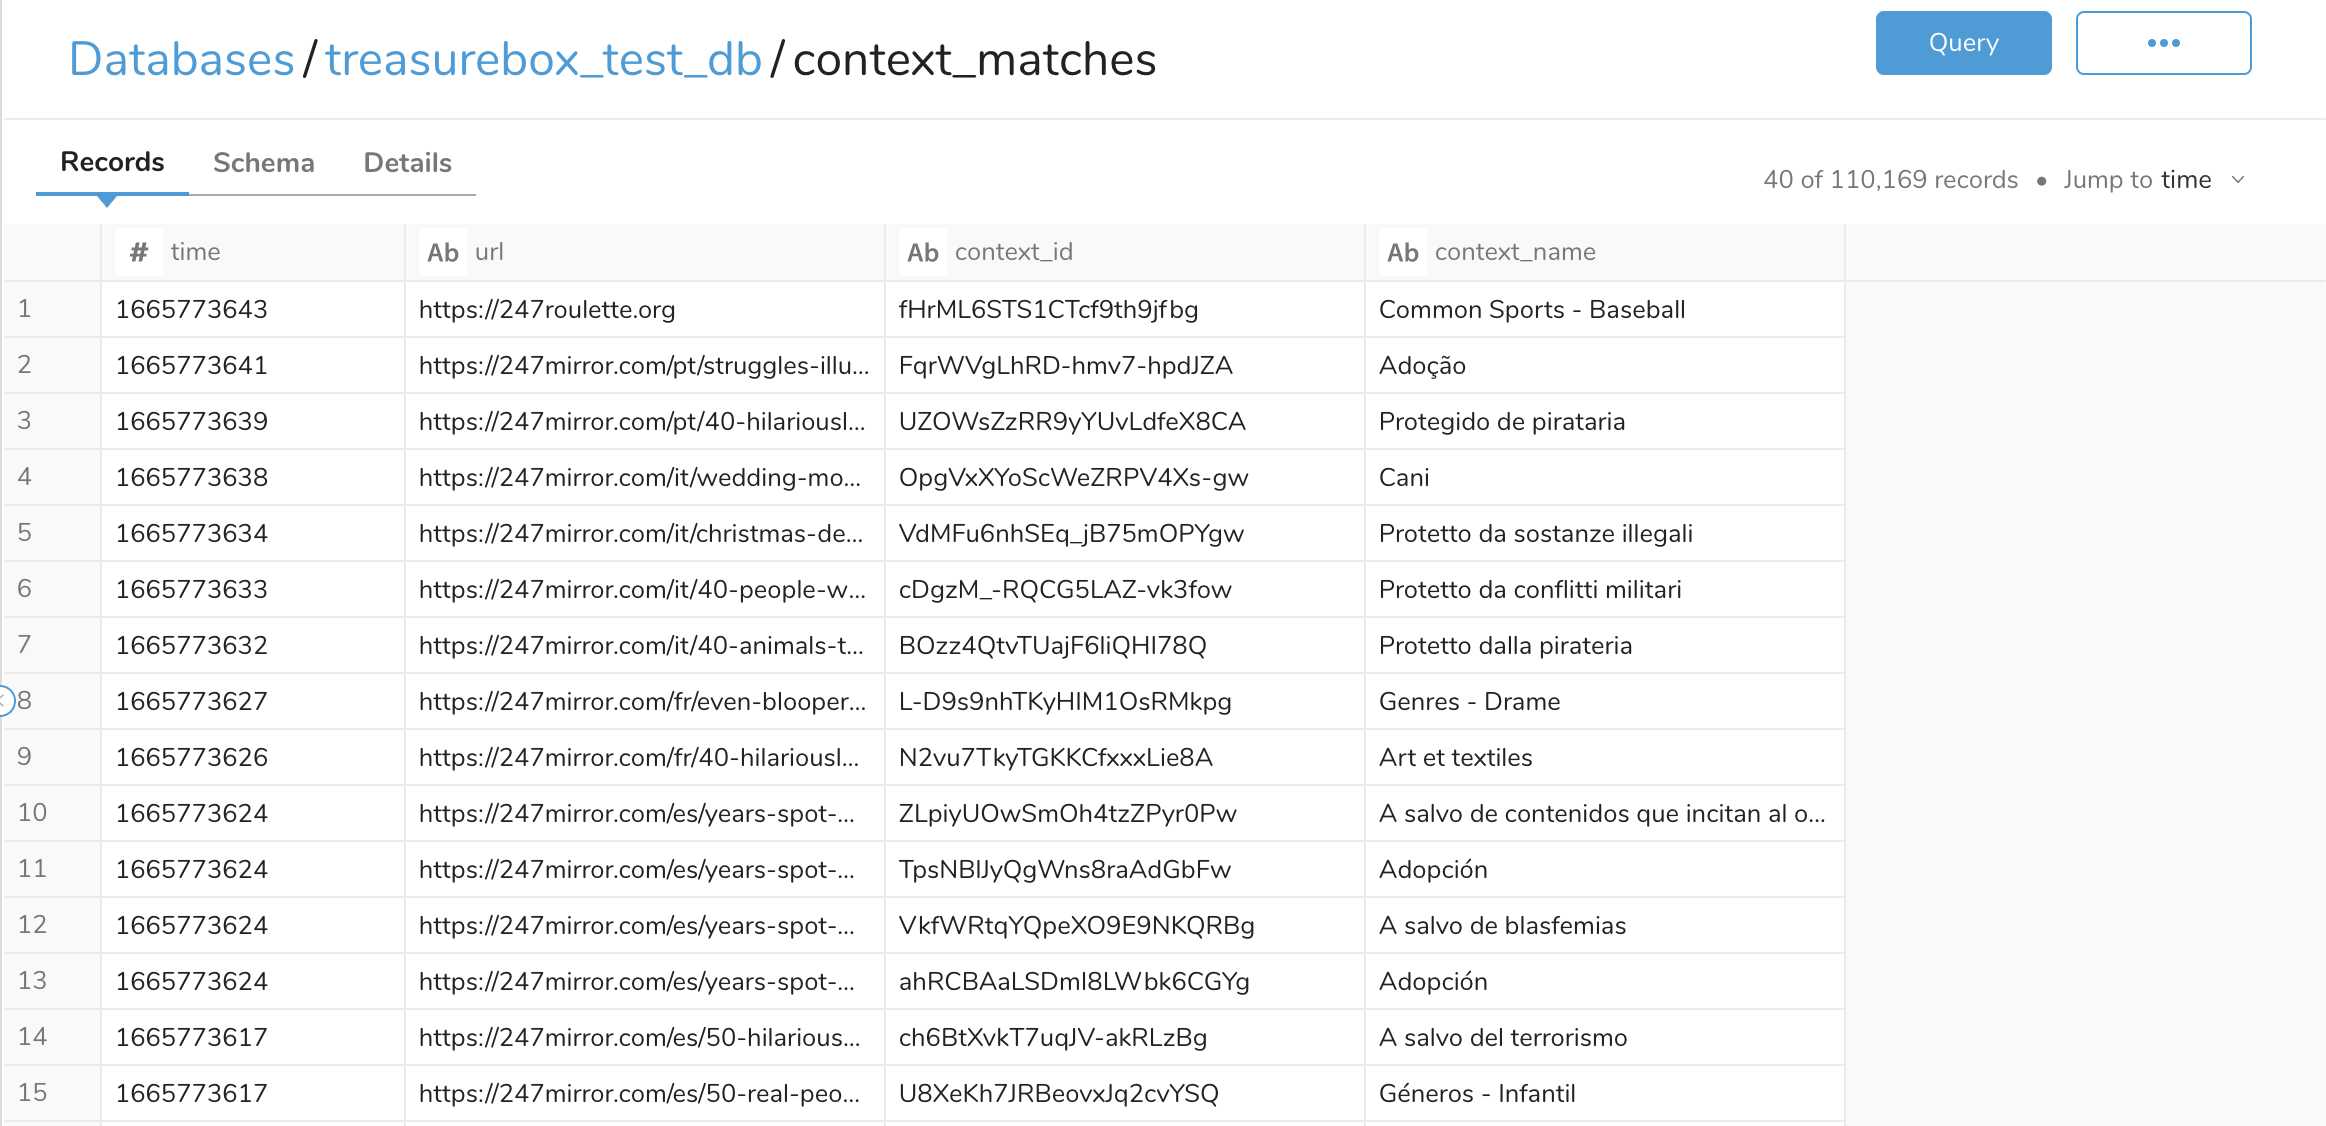 Databases / treasurebox_test_db / context_matches
Query
•••
Records Schema Details
40 of 110,169 records • Jump to time
# time Ab url Ab context_id Ab context_name
1 1665773643 https://247roulette.org fHrML6STS1CTcf9th9jfbg Common Sports - Baseball
2 1665773641 https://247mirror.com/pt/struggles-illu... FqrWVgLhRD-hmv7-hpdJZA Adoção
3 1665773639 https://247mirror.com/pt/40-hilariousl... UZOWsZzRR9yYUvLdfeX8CA Protegido de pirataria
4 1665773638 https://247mirror.com/it/wedding-mo... OpgVxXYoScWeZRPV4Xs-gw Cani
5 1665773634 https://247mirror.com/it/christmas-de... VdMFu6nhSEq_jB75mOPYgw Protetto da sostanze illegali
6 1665773633 https://247mirror.com/it/40-people-w... cDgzM_-RQCG5LAZ-vk3fow Protetto da conflitti militari
7 1665773632 https://247mirror.com/it/40-animals-t... BOzz4QtvTUajF6liQHI78Q Protetto dalla pirateria
8 1665773627 https://247mirror.com/fr/even-blooper... L-D9s9nhTKyHIM1OsRMkpg Genres - Drame
9 1665773626 https://247mirror.com/fr/40-hilariousl... N2vu7TkyTGKKCfxxxLie8A Art et textiles
10 1665773624 https://247mirror.com/es/years-spot-... ZLpiyUOwSmOh4tzZPyr0Pw A salvo de contenidos que incitan al o...
11 1665773624 https://247mirror.com/es/years-spot-... TpsNBlJyQgWns8raAdGbFw Adopción
12 1665773624 https://247mirror.com/es/years-spot-... VkfWRtqYQpeXO9E9NKQRBg A salvo de blasfemias
13 1665773624 https://247mirror.com/es/years-spot-... ahRCBAaLSDml8LWbk6CGYg Adopción
14 1665773617 https://247mirror.com/es/50-hilarious... ch6BtXvkT7uqJV-akRLzBg A salvo del terrorismo
15 1665773617 https://247mirror.com/es/50-real-peo... U8XeKh7JRBeovxJq2cvYSQ Géneros - Infantil